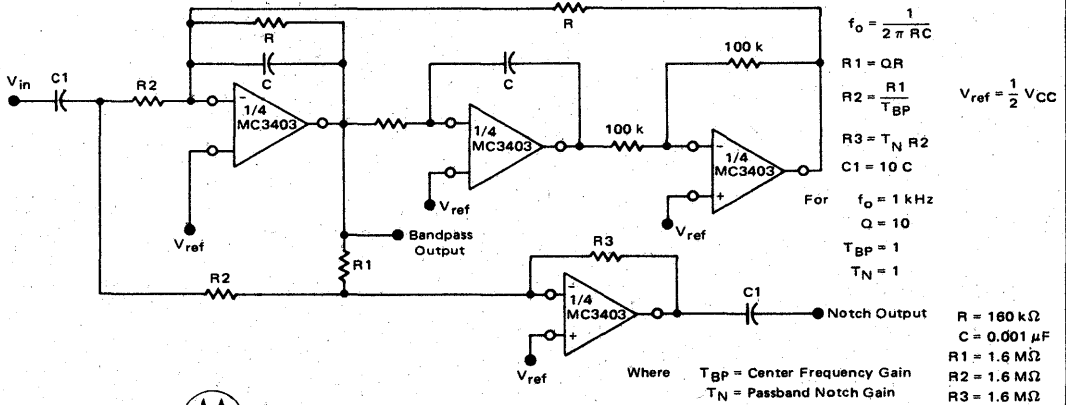 R
R
C
V_in
C1
R2
−
1/4
MC3403
V_ref
C
−
1/4
MC3403
V_ref
100 k
100 k
−
1/4
MC3403
+
V_ref
Bandpass
Output
R1
R2
R3
−
1/4
MC3403
+
V_ref
C1
Notch Output
f_o = 1 / 2 π RC
R1 = QR
R2 = R1 / T_BP
R3 = T_N R2
C1 = 10 C
V_ref = 1/2 V_CC
For f_o = 1 kHz
Q = 10
T_BP = 1
T_N = 1
R = 160 kΩ
C = 0.001 μF
R1 = 1.6 MΩ
R2 = 1.6 MΩ
R3 = 1.6 MΩ
Where T_BP = Center Frequency Gain
T_N = Passband Notch Gain